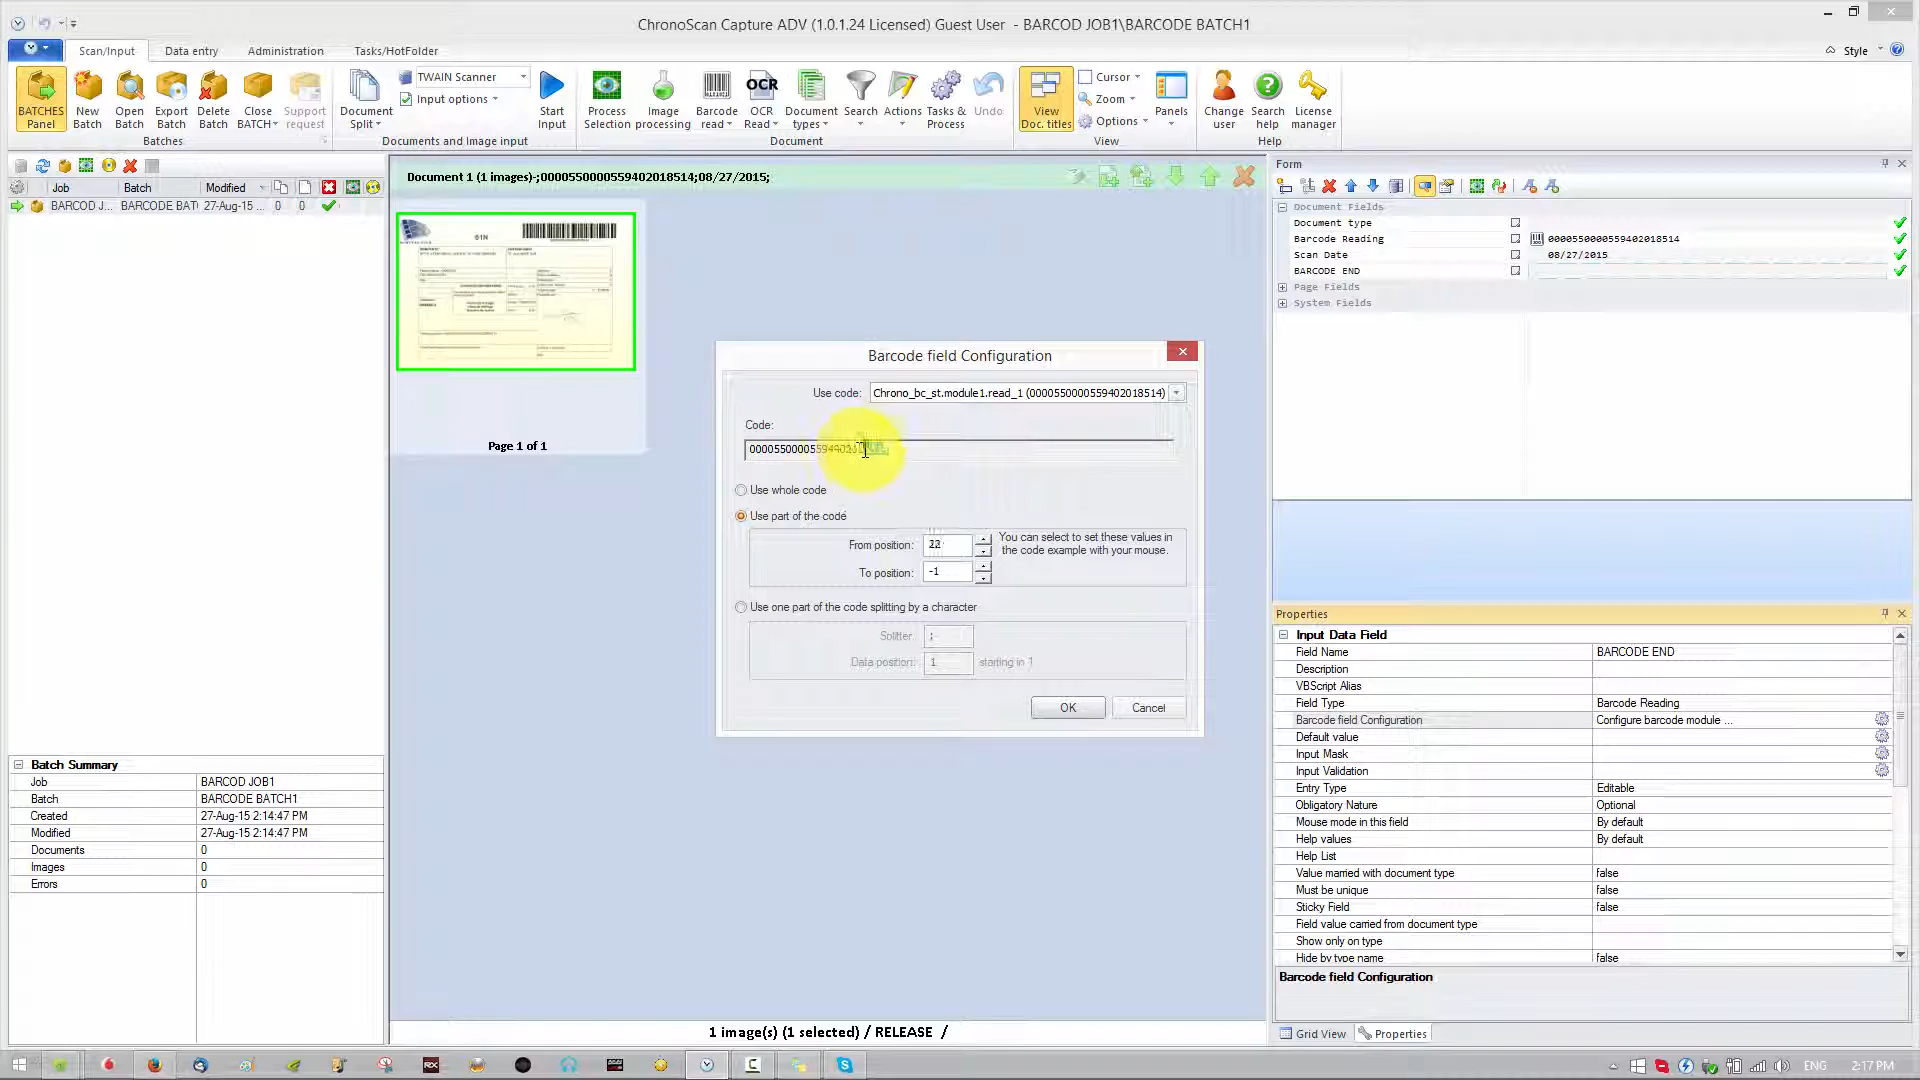 ChronoScan Capture ADV (1.0.1.24 Licensed) Guest User - BARCOD JOB1\BARCODE BATCH1
Scan/Input Data entry Administration Tasks/HotFolder Style
BATCHES Panel
New Batch
Open Batch
Export Batch
Delete Batch
Close BATCH
Support request
Batches
Document Split
TWAIN Scanner
Input options
Start Input
Documents and Image input
Process Selection
Image processing
Barcode read
OCR
OCR Read
Document types
Search
Actions
Tasks & Process
Undo
Document
View Doc. titles
Cursor
Zoom
Options
Panels
View
Change user
Search help
License manager
Help
Job Batch Modified
BARCOD J... BARCODE BAT 27-Aug-15 ... 0 0
Document 1 (1 images)-;0000550000559402018514;08/27/2015;
01N
Page 1 of 1
Form
Document Fields
Document type
Barcode Reading 0000550000559402018514
Scan Date 08/27/2015
BARCODE END
Page Fields
System Fields
Barcode field Configuration
Use code: Chrono_bc_st.module1.read_1 (0000550000559402018514)
Code:
Use whole code
Use part of the code
From position: 22
To position: -1
You can select to set these values in
the code example with your mouse.
Use one part of the code splitting by a character
Splitter ;
Data position: 1 starting in 1
OK Cancel
Properties
Input Data Field
Field Name BARCODE END
Description
VBScript Alias
Field Type Barcode Reading
Barcode field Configuration Configure barcode module ...
Default value
Input Mask
Input Validation
Entry Type Editable
Obligatory Nature Optional
Mouse mode in this field By default
Help values By default
Help List
Value married with document type false
Must be unique false
Sticky Field false
Field value carried from document type
Show only on type
Hide by type name false
Barcode field Configuration
Grid View Properties
Batch Summary
Job BARCOD JOB1
Batch BARCODE BATCH1
Created 27-Aug-15 2:14:47 PM
Modified 27-Aug-15 2:14:47 PM
Documents 0
Images 0
Errors 0
1 image(s) (1 selected) / RELEASE /
RX
ENG 2:17 PM